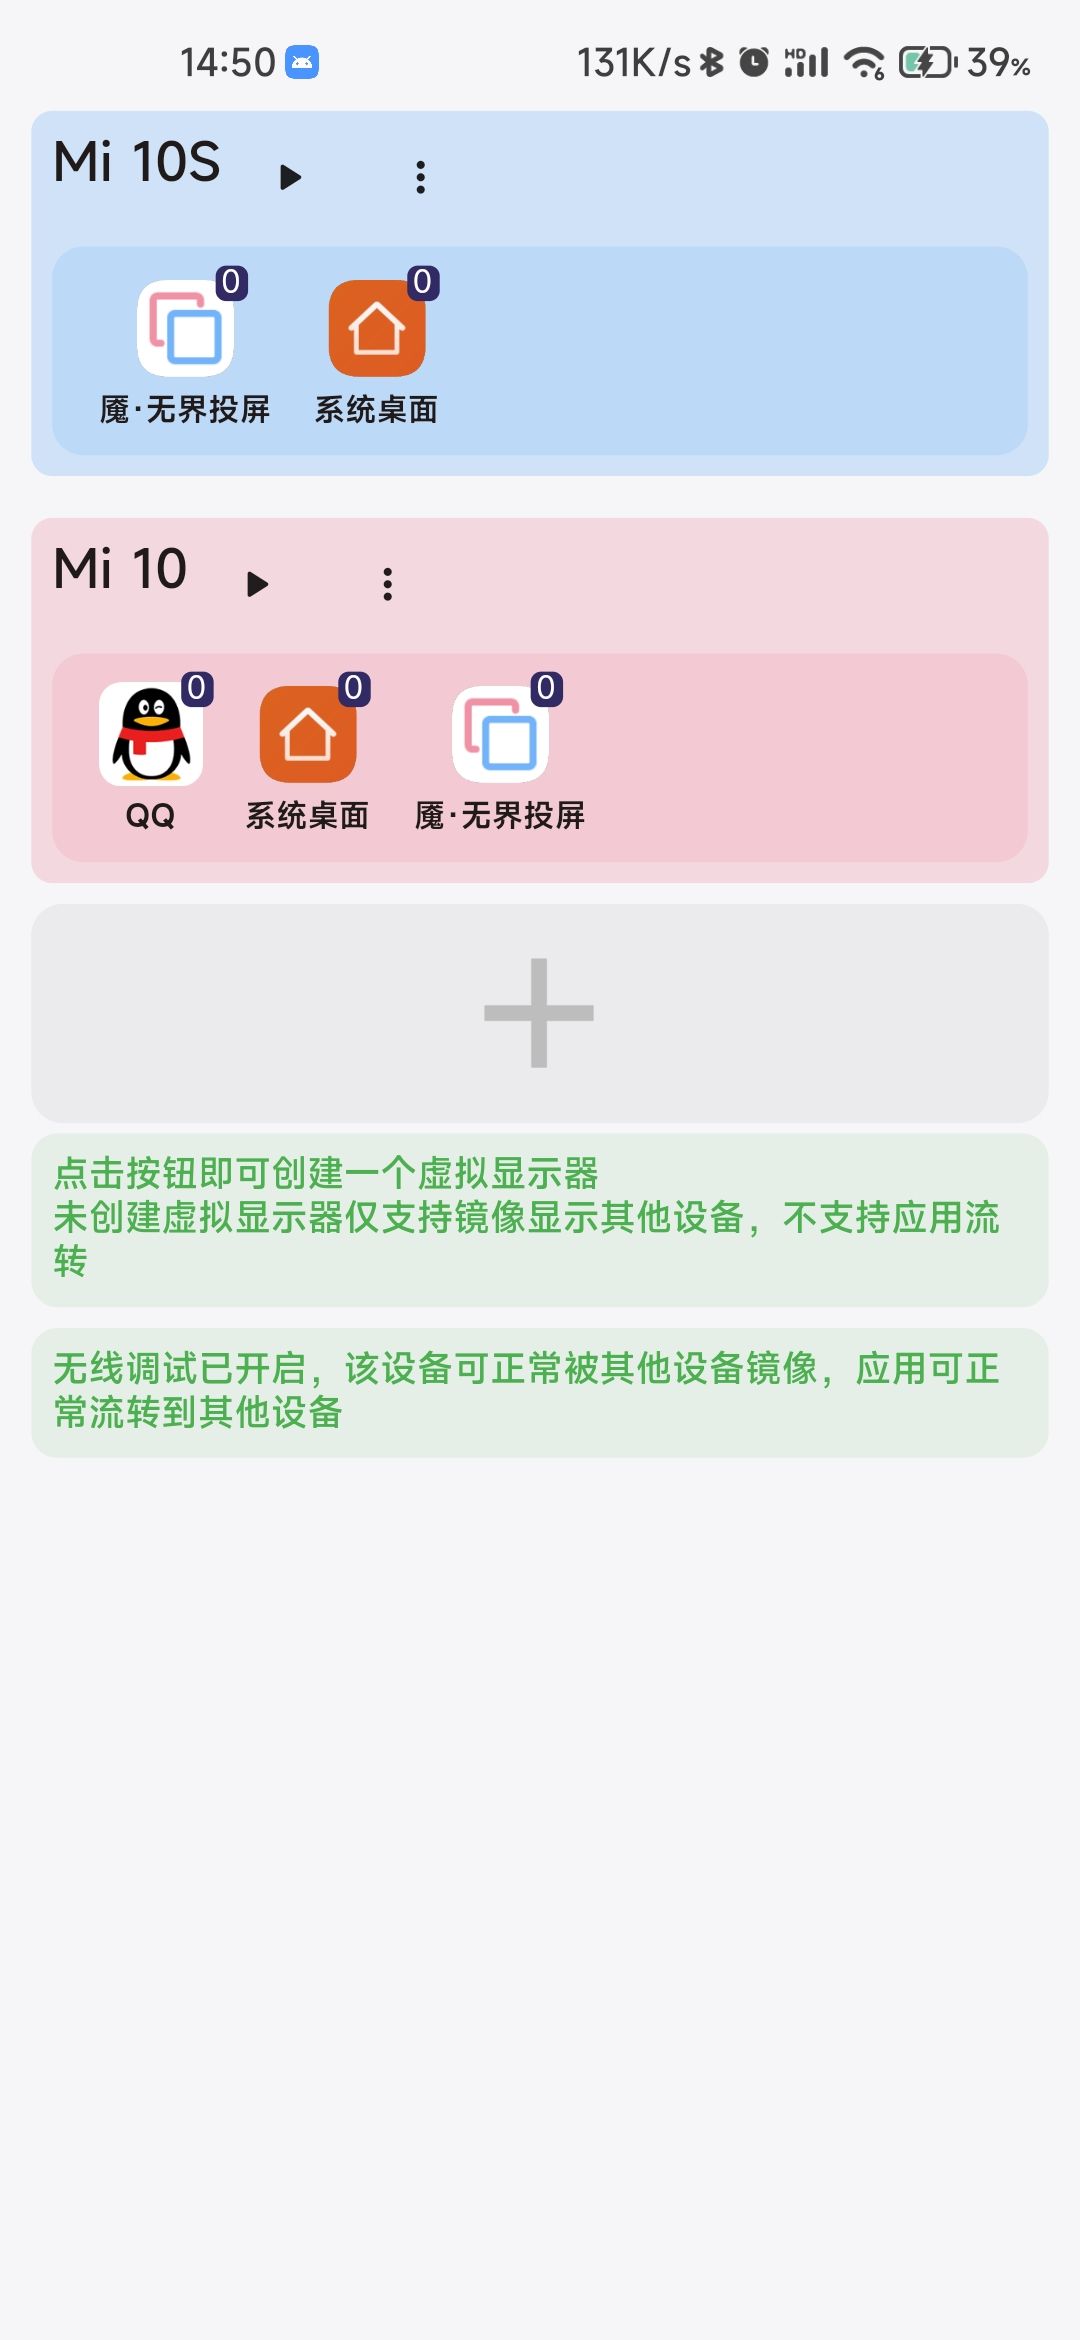 14:50 131K/s HD 6 39%
Mi 10S
0 0
魇·无界投屏 系统桌面
Mi 10
0 0 0
QQ 系统桌面 魇·无界投屏
点击按钮即可创建一个虚拟显示器
未创建虚拟显示器仅支持镜像显示其他设备，不支持应用流
转
无线调试已开启，该设备可正常被其他设备镜像，应用可正
常流转到其他设备